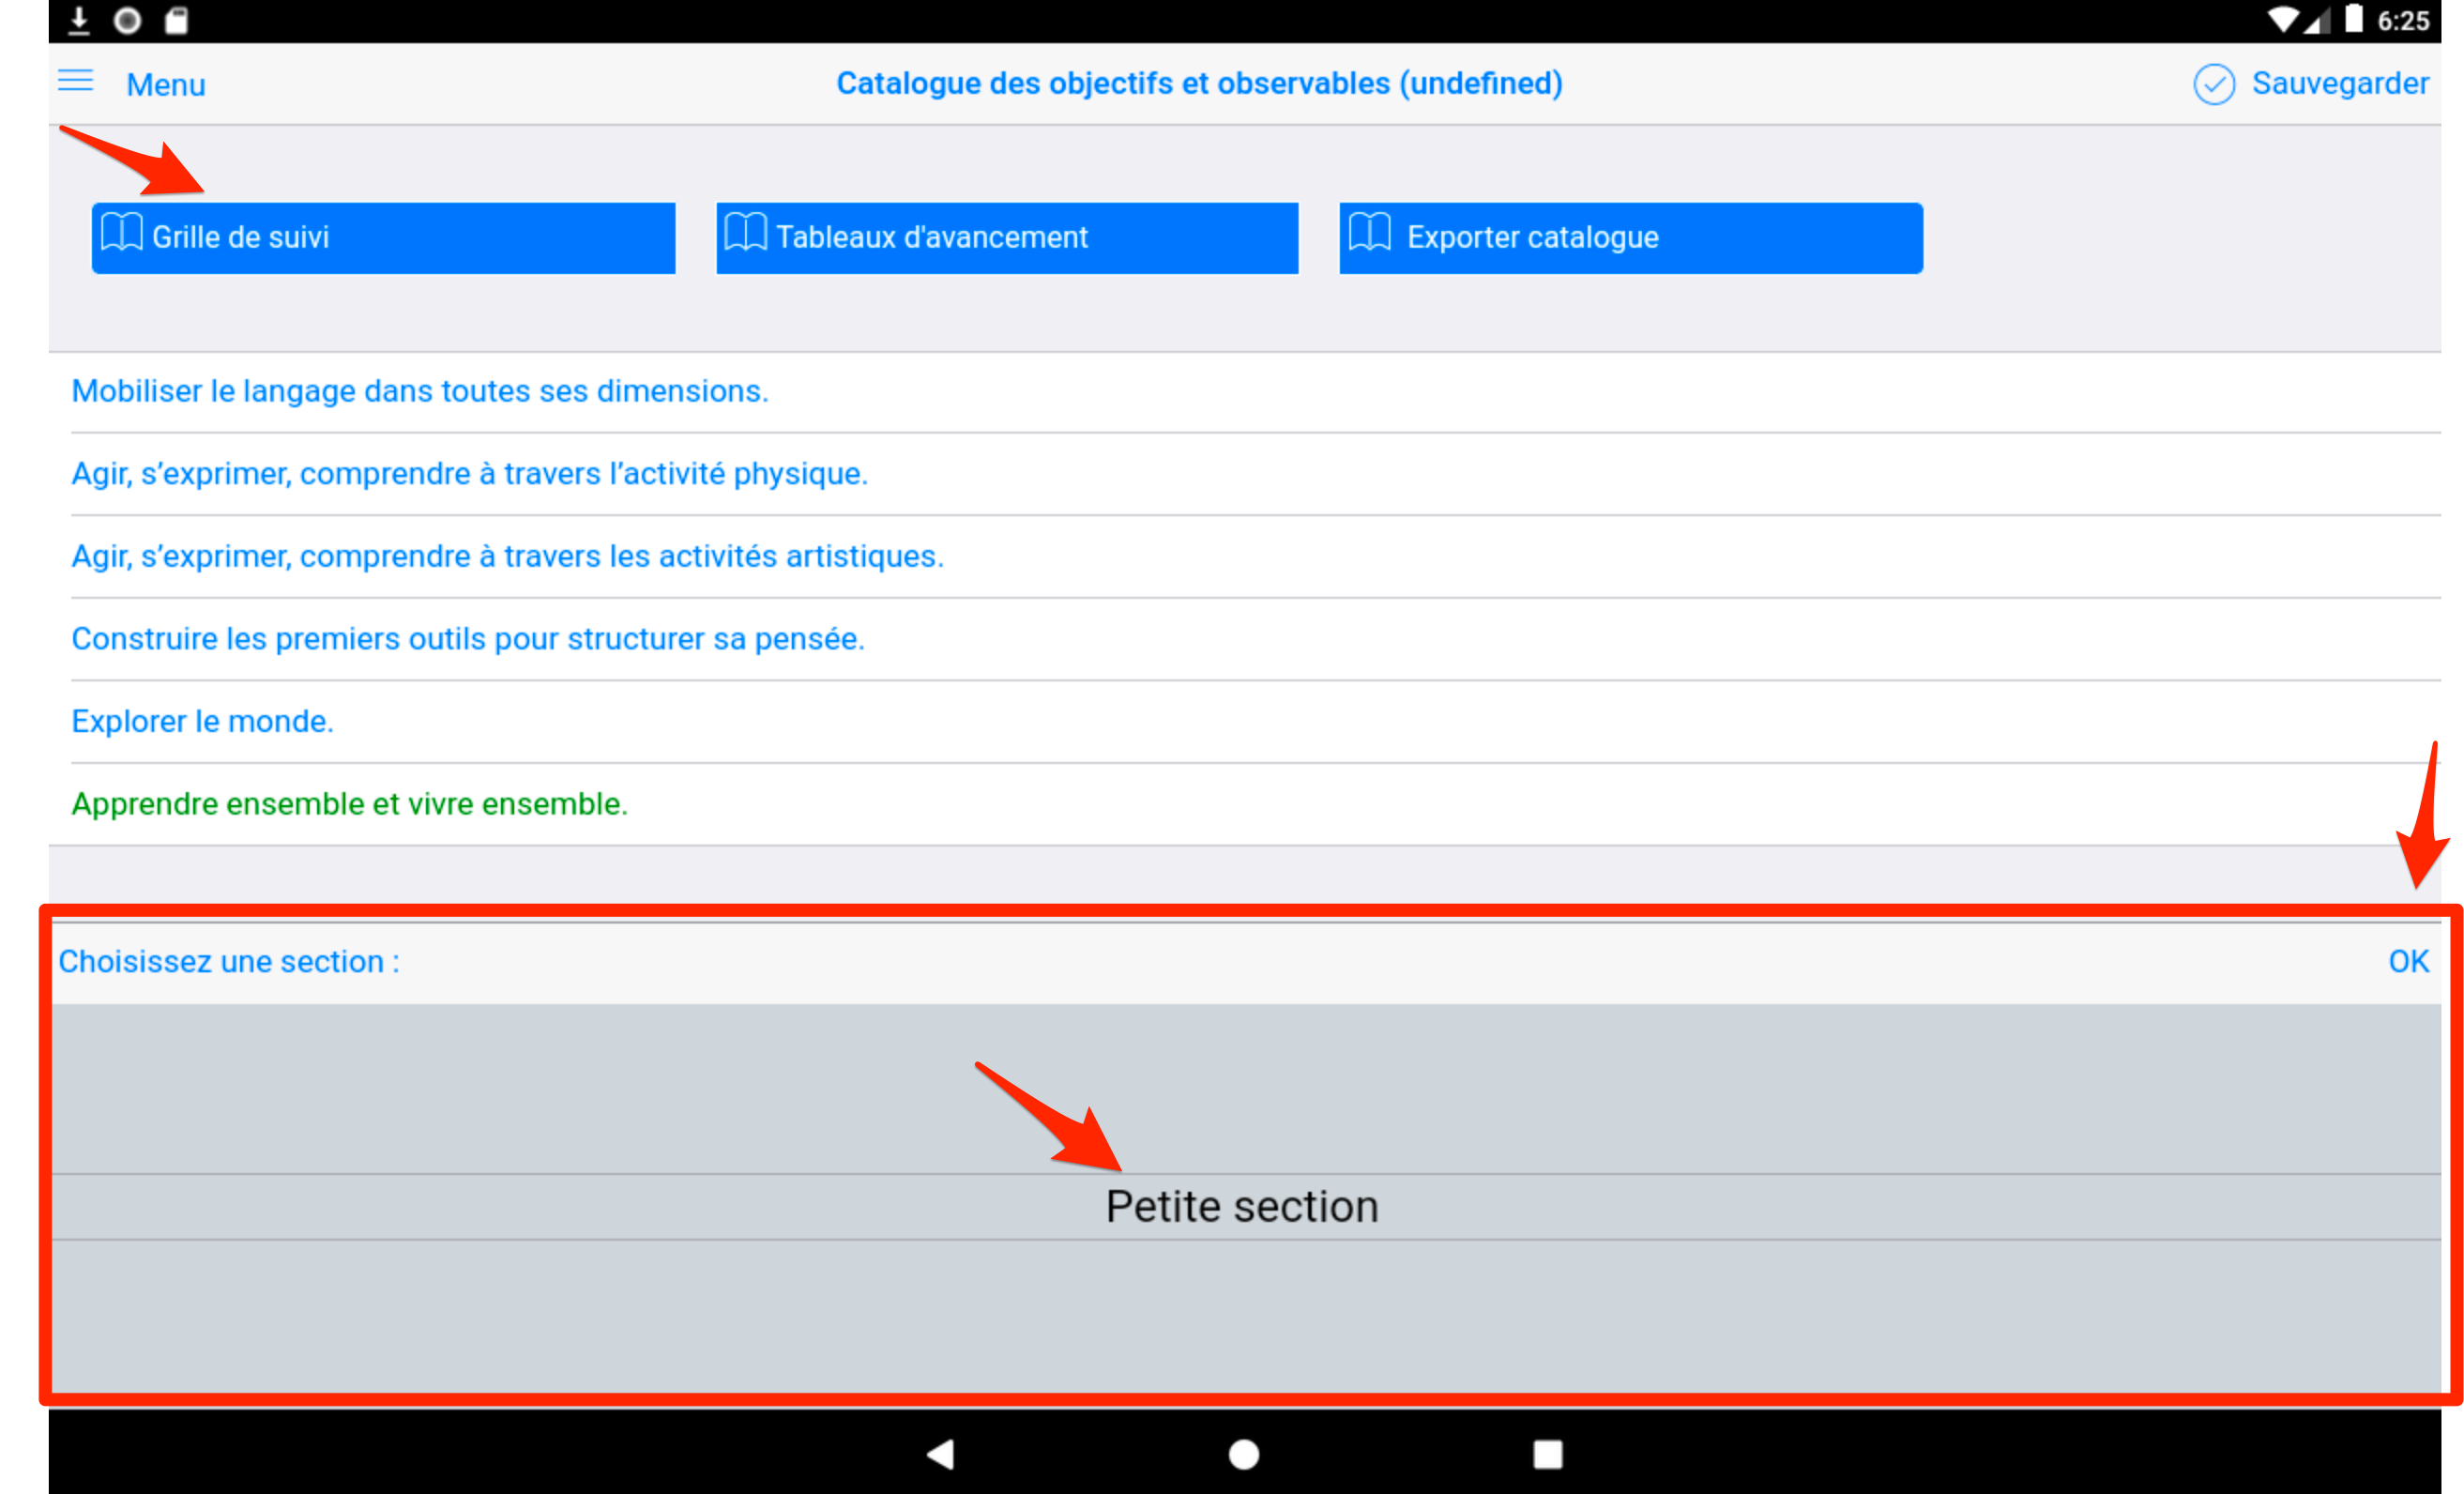 6:25
Menu
Catalogue des objectifs et observables (undefined)
Sauvegarder
Grille de suivi
Tableaux d'avancement
Exporter catalogue
Mobiliser le langage dans toutes ses dimensions.
Agir, s’exprimer, comprendre à travers l’activité physique.
Agir, s’exprimer, comprendre à travers les activités artistiques.
Construire les premiers outils pour structurer sa pensée.
Explorer le monde.
Apprendre ensemble et vivre ensemble.
Choisissez une section :
OK
Petite section